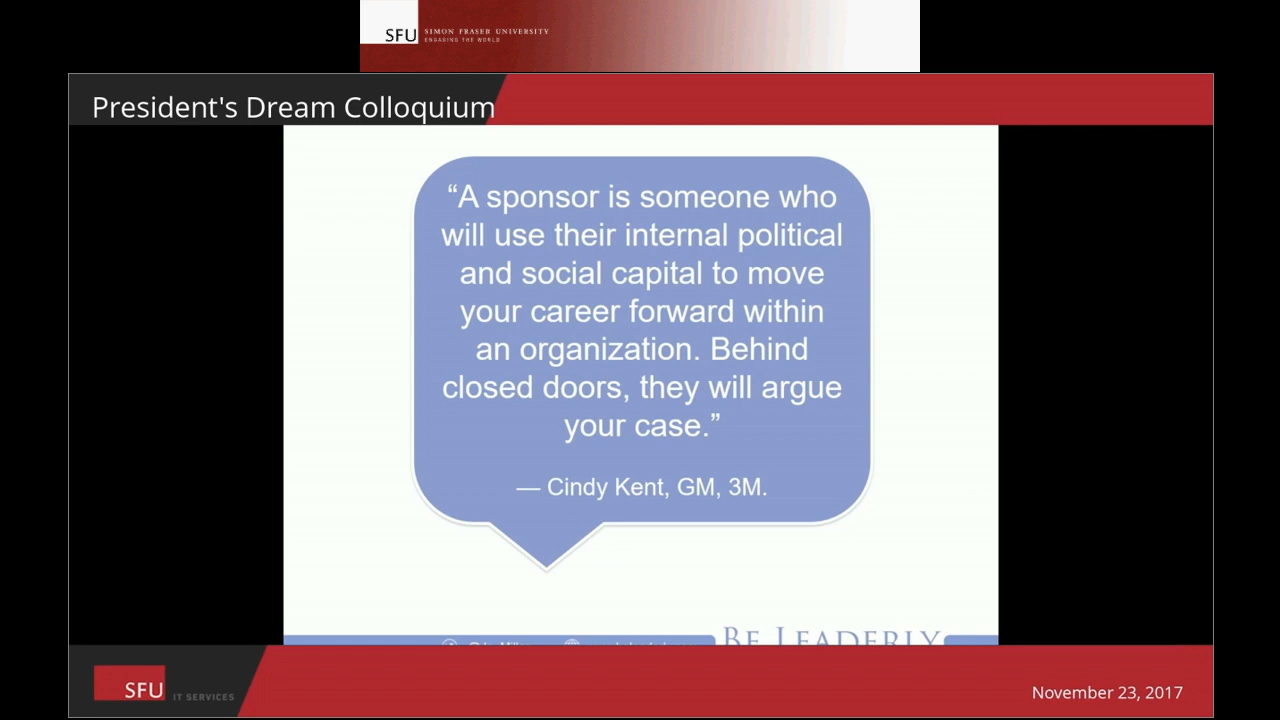 SFU SIMON FRASER UNIVERSITY
ENGAGING THE WORLD
President's Dream Colloquium
“A sponsor is someone who
will use their internal political
and social capital to move
your career forward within
an organization. Behind
closed doors, they will argue
your case.”
— Cindy Kent, GM, 3M.
BE LEADERLY
SFU IT SERVICES
November 23, 2017